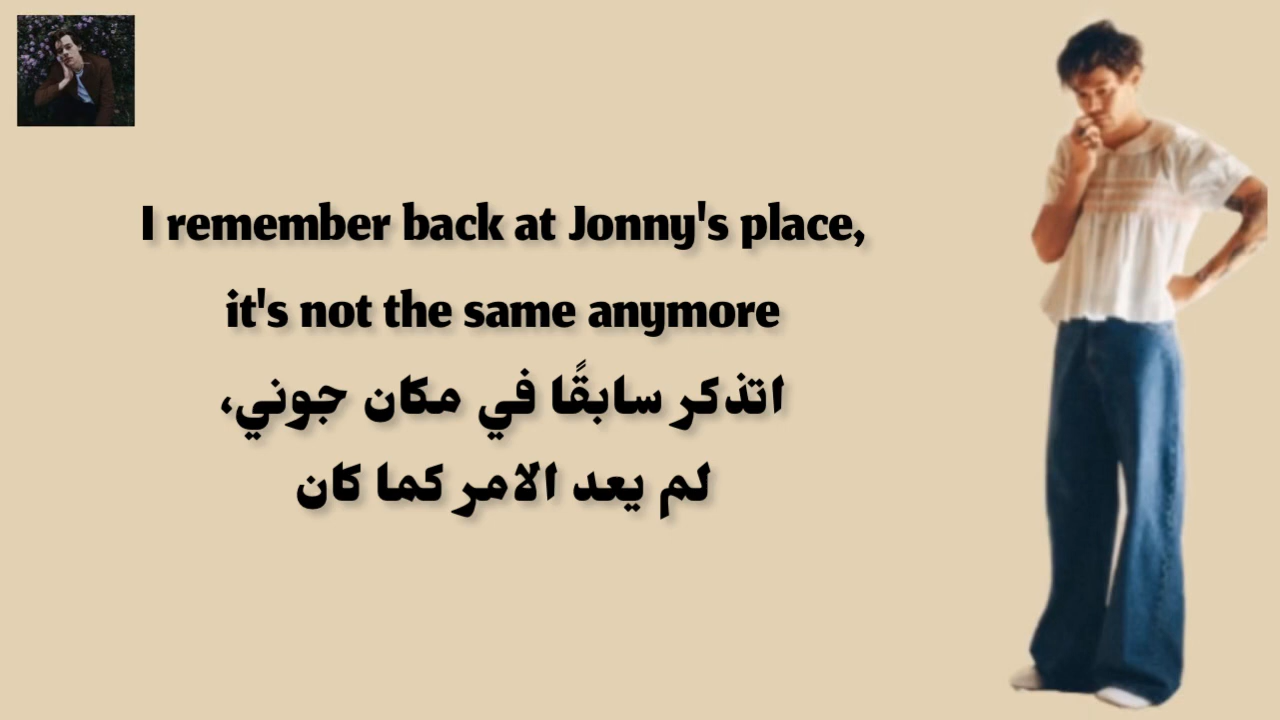 I remember back at Jonny's place,
it's not the same anymore
اتذكر سابقًا في مكان جوني،
لم يعد الامر كما كان